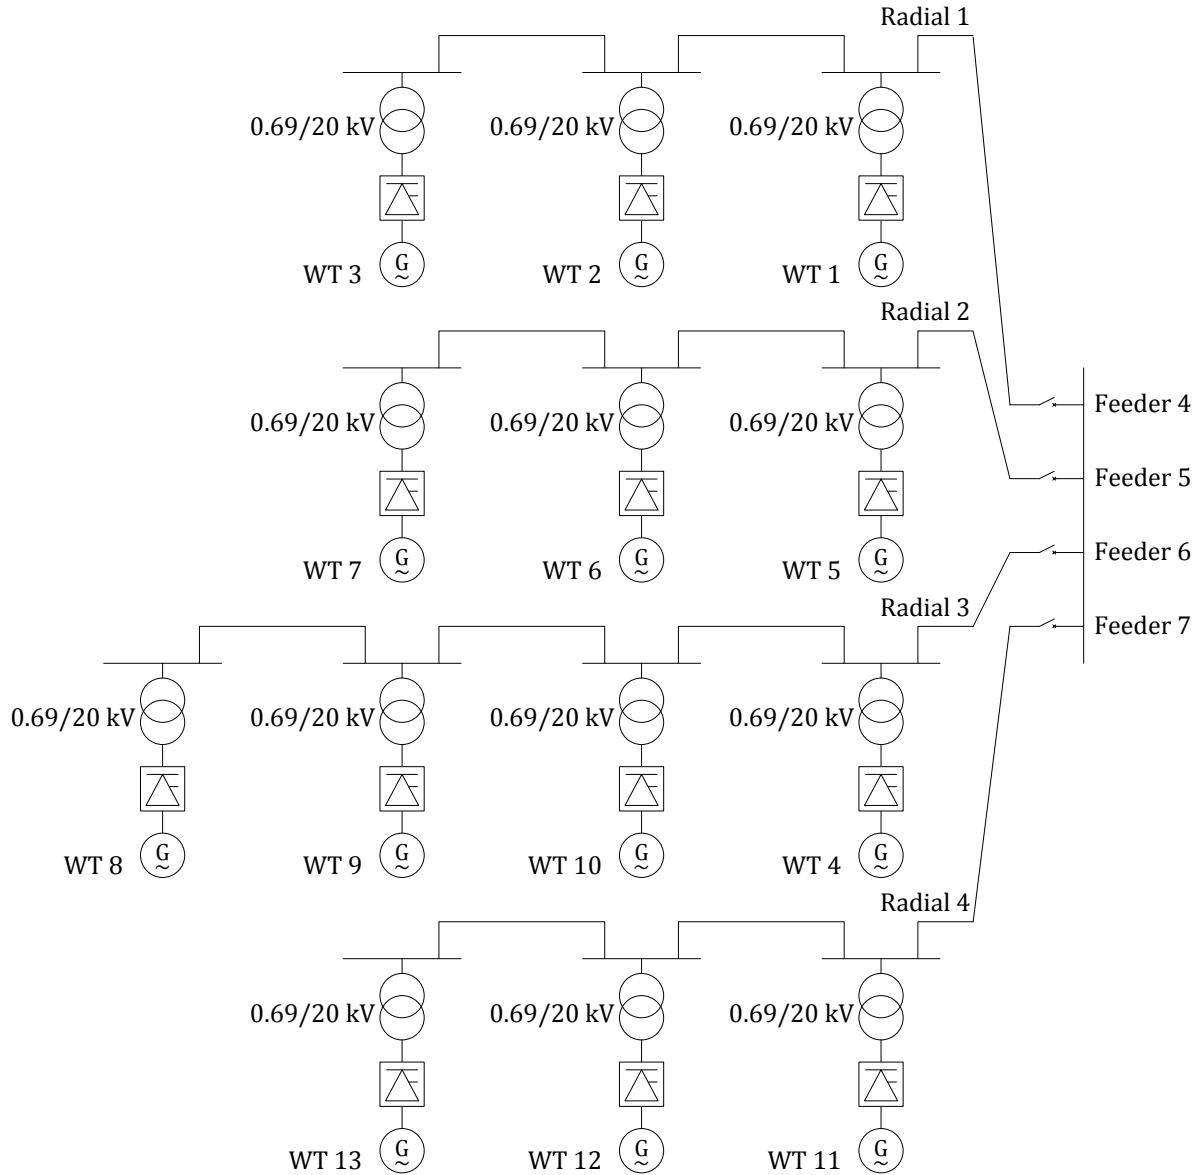 Radial 1
0.69/20 kV 0.69/20 kV 0.69/20 kV
G G G
~ ~ ~
WT 3 WT 2 WT 1
Radial 2
Feeder 4
0.69/20 kV 0.69/20 kV 0.69/20 kV
Feeder 5
G G G
~ ~ ~
Feeder 6
WT 7 WT 6 WT 5
Radial 3
Feeder 7
0.69/20 kV 0.69/20 kV 0.69/20 kV 0.69/20 kV
G G G G
~ ~ ~ ~
WT 8 WT 9 WT 10 WT 4
Radial 4
0.69/20 kV 0.69/20 kV 0.69/20 kV
G G G
~ ~ ~
WT 13 WT 12 WT 11